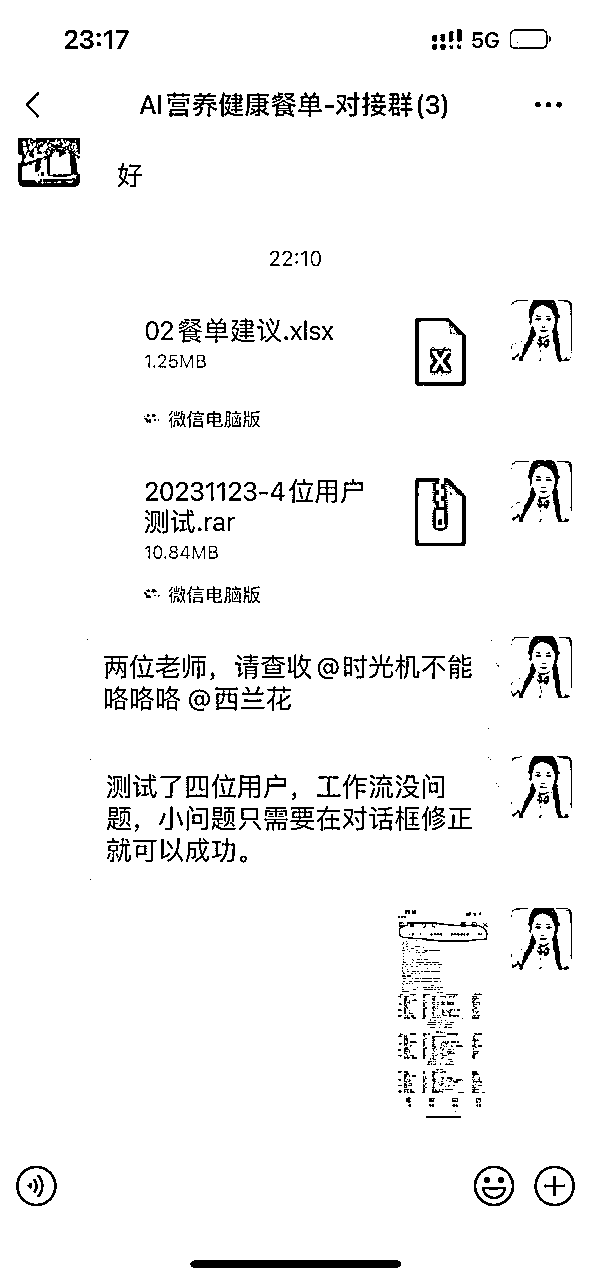 23:17
5G
AI营养健康餐单-对接群(3)
好
22:10
02餐单建议.xlsx
1.25MB
微信电脑版
20231123-4位用户
测试.rar
10.84MB
微信电脑版
两位老师，请查收@时光机不能
咯咯咯 @西兰花
测试了四位用户，工作流没问
题，小问题只需要在对话框修正
就可以成功。